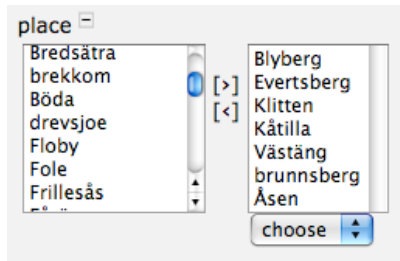 place
Bredsätra
brekkom
Böda
drevsjoe
Floby
Fole
Frillesås
[>]
[<]
Blyberg
Evertsberg
Klitten
Kåtilla
Västäng
brunnsberg
Åsen
choose